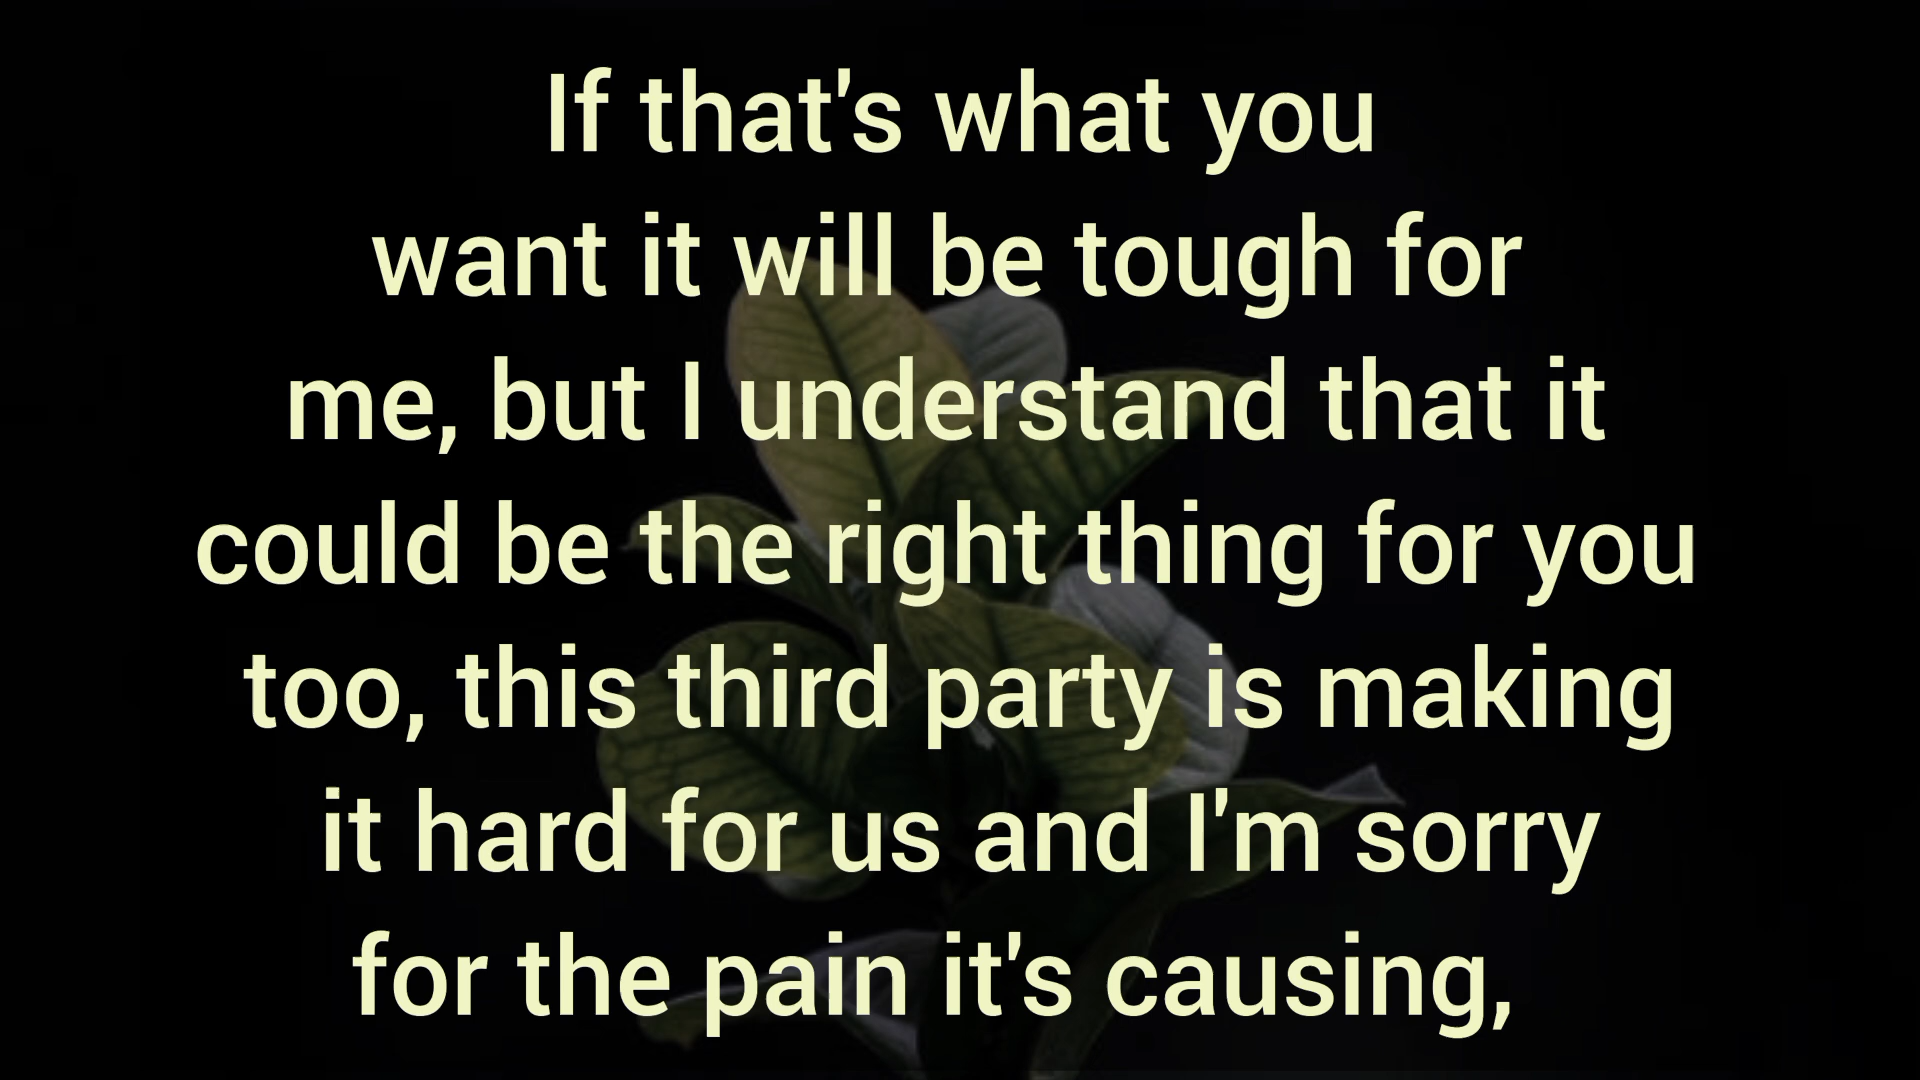 If that's what you
want it will be tough for
me, but I understand that it
could be the right thing for you
too, this third party is making
it hard for us and I'm sorry
for the pain it's causing,